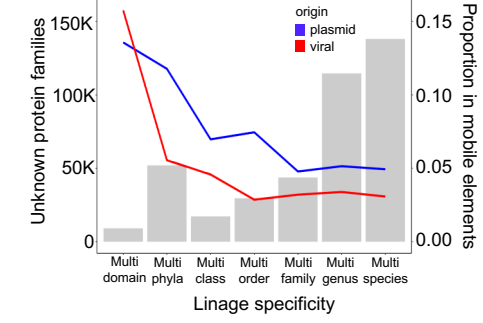 origin
plasmid
viral
Unknown protein families
150K
100K
50K
0
0.15
0.10
0.05
0.00
Proportion in mobile elements
Multi domain
Multi phyla
Multi class
Multi order
Multi family
Multi genus
Multi species
Linage specificity